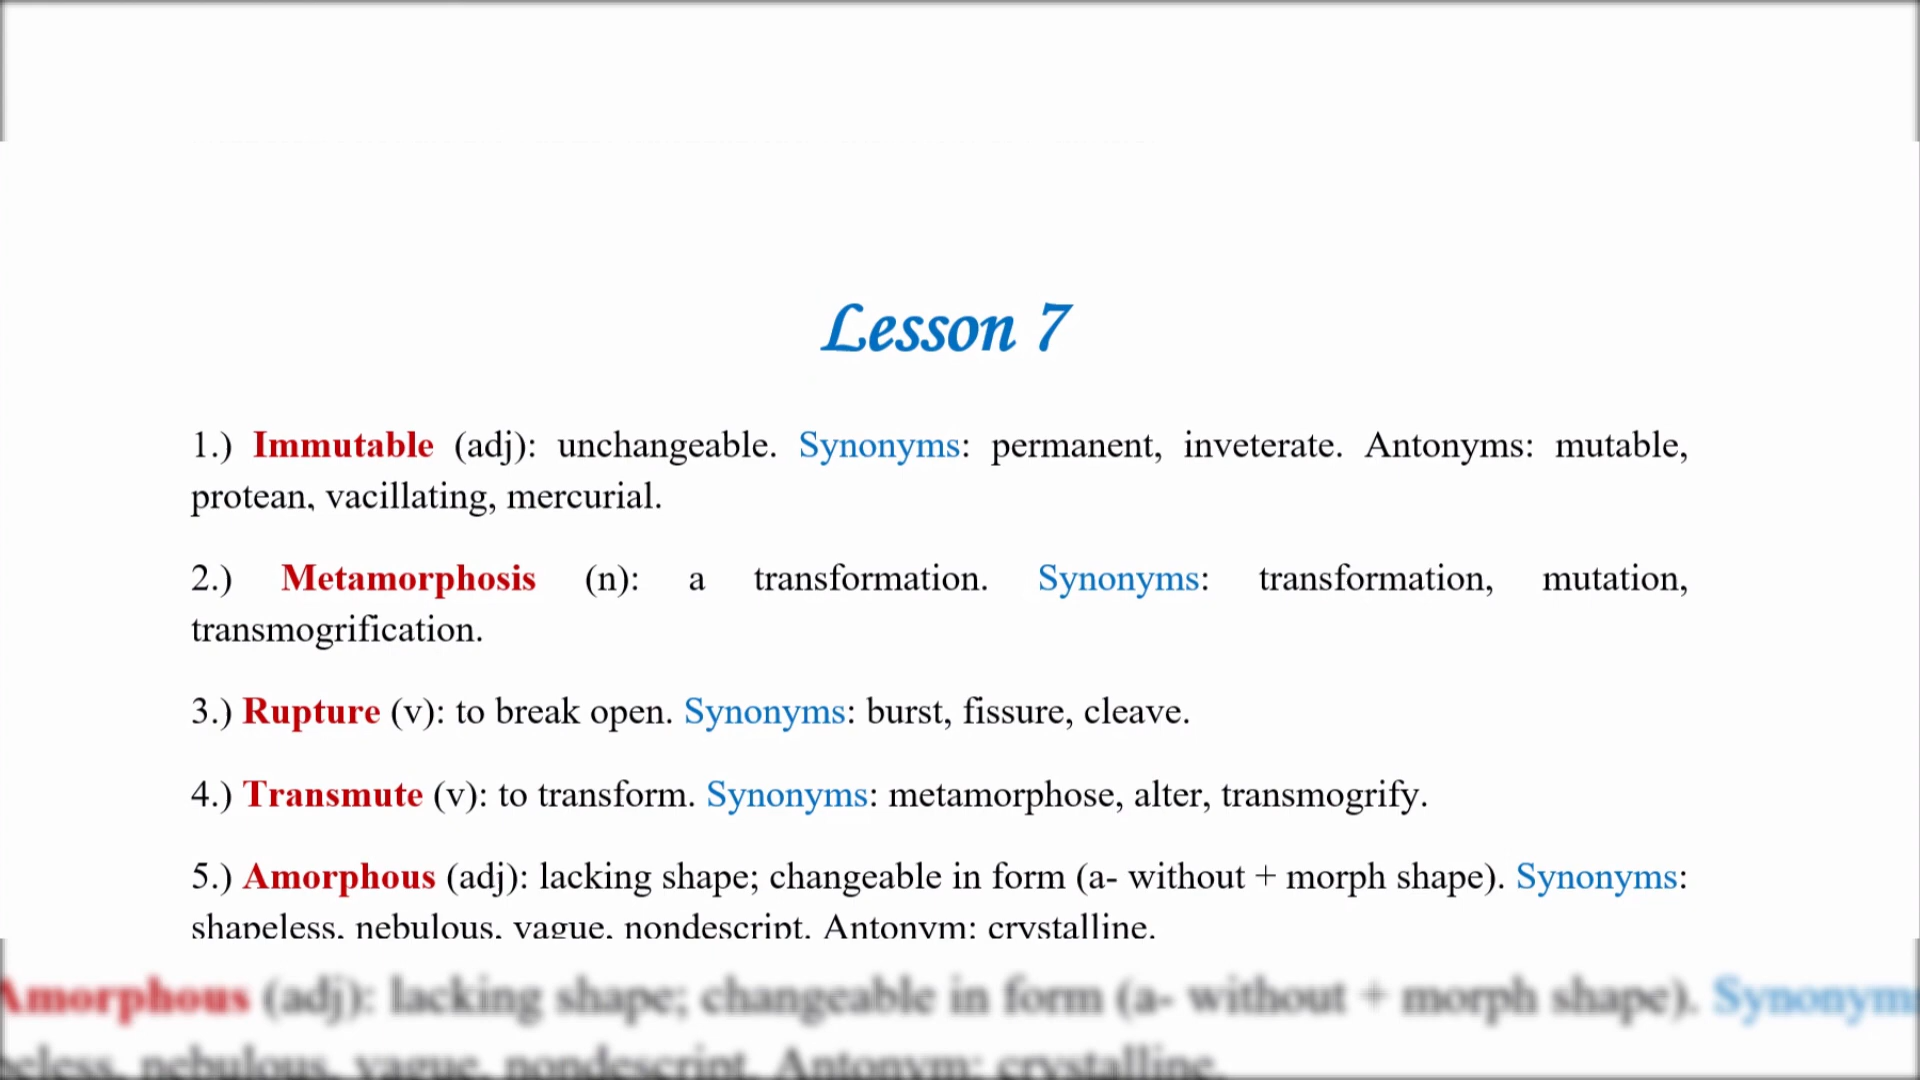 Lesson 7
1.) Immutable (adj): unchangeable. Synonyms: permanent, inveterate. Antonyms: mutable,
protean, vacillating, mercurial.
2.) Metamorphosis (n): a transformation. Synonyms: transformation, mutation,
transmogrification.
3.) Rupture (v): to break open. Synonyms: burst, fissure, cleave.
4.) Transmute (v): to transform. Synonyms: metamorphose, alter, transmogrify.
5.) Amorphous (adj): lacking shape; changeable in form (a- without + morph shape). Synonyms:
shapeless, nebulous, vague, nondescript. Antonym: crystalline.
Amorphous (adj): lacking shape; changeable in form (a- without + morph shape). Synonym
eless, nebulous, vague, nondescript. Antonym: crystalline.